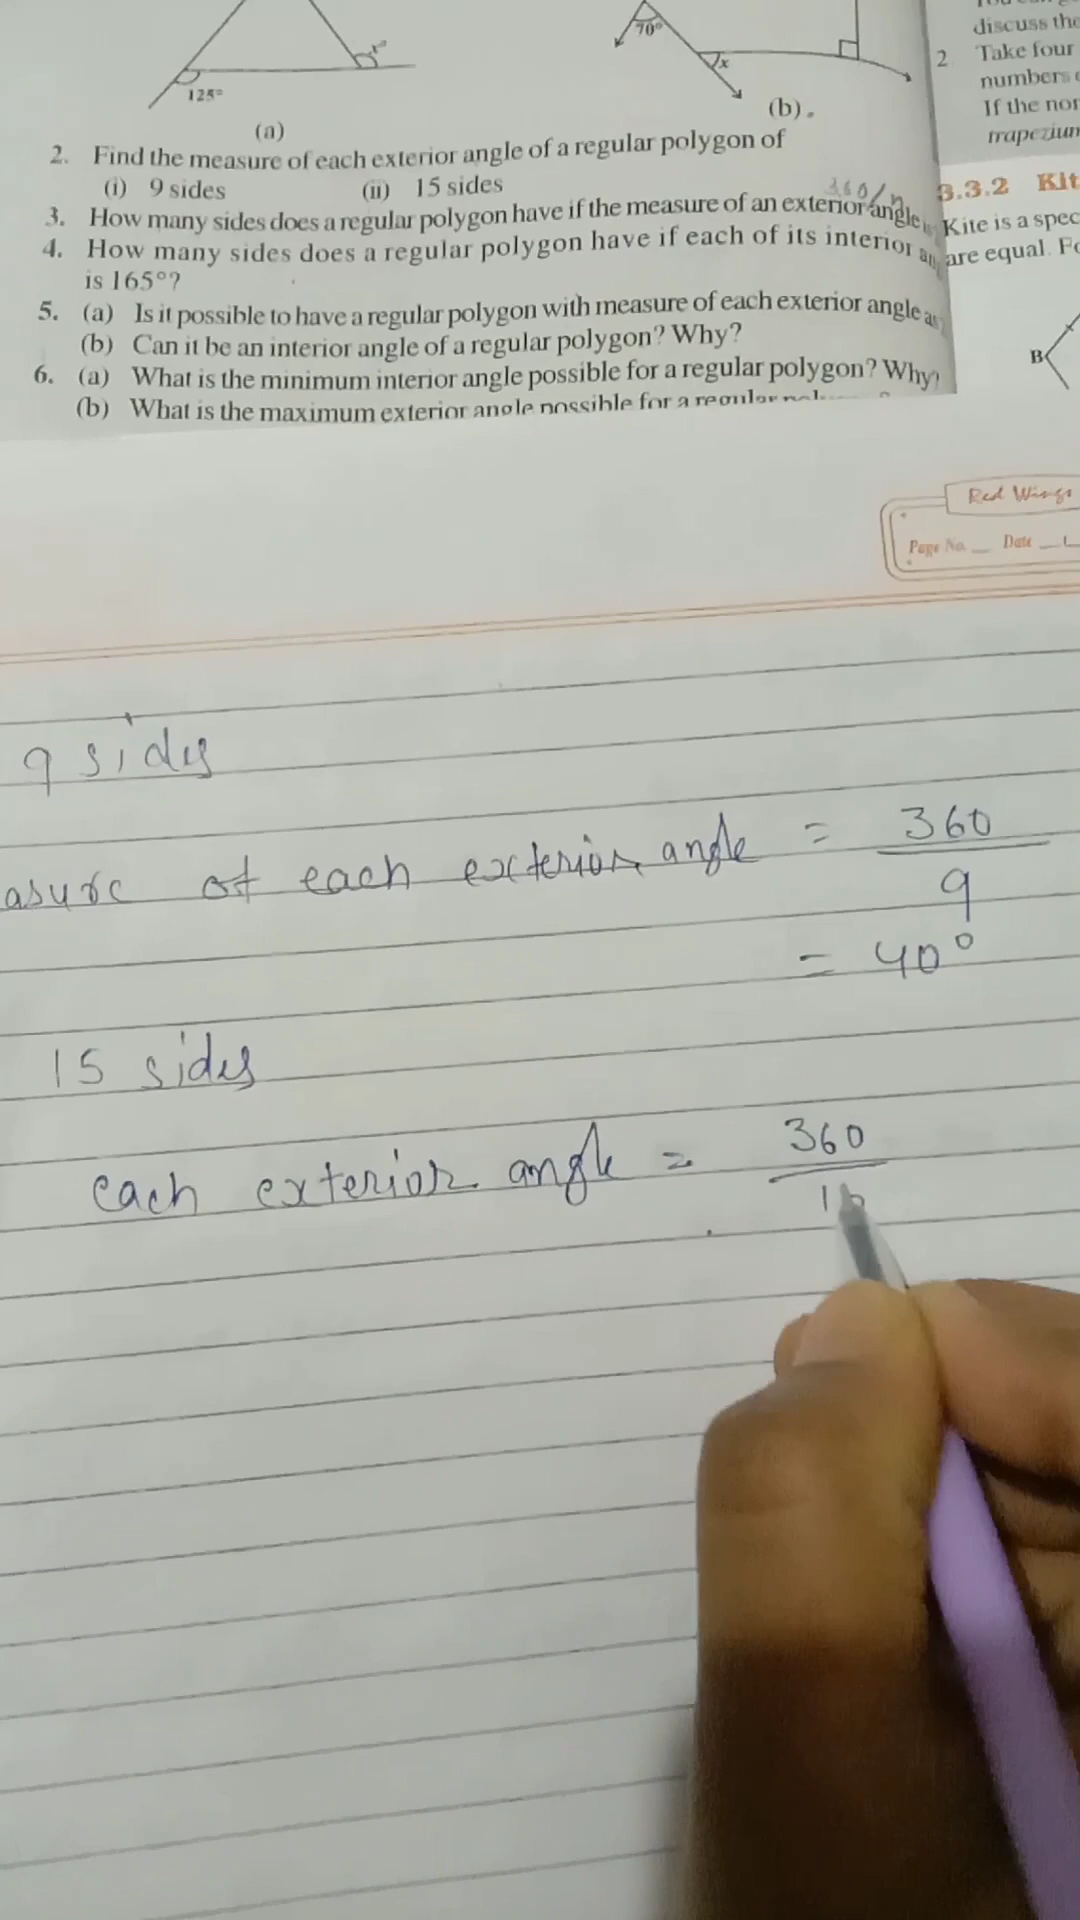 125°
x
(a)
70°
x
(b).
discuss the
2 Take four
numbers
If the
trapezium
2. Find the measure of each exterior angle of a regular polygon of
(i) 9 sides (ii) 15 sides
360/n
3. How many sides does a regular polygon have if the measure of an exterior angle
4. How many sides does a regular polygon have if each of its interior
is 165°?
5. (a) Is it possible to have a regular polygon with measure of each exterior angle as
(b) Can it be an interior angle of a regular polygon? Why?
6. (a) What is the minimum interior angle possible for a regular polygon? Why?
(b) What is the maximum exterior angle possible for a regular
3.3.2 Kit
Kite is a spec
are equal.
B
Red Wings
Page No. Date
9 sides
asure of each exterior angle = 360
9
= 40°
15 sides
each exterior angle = 360
15